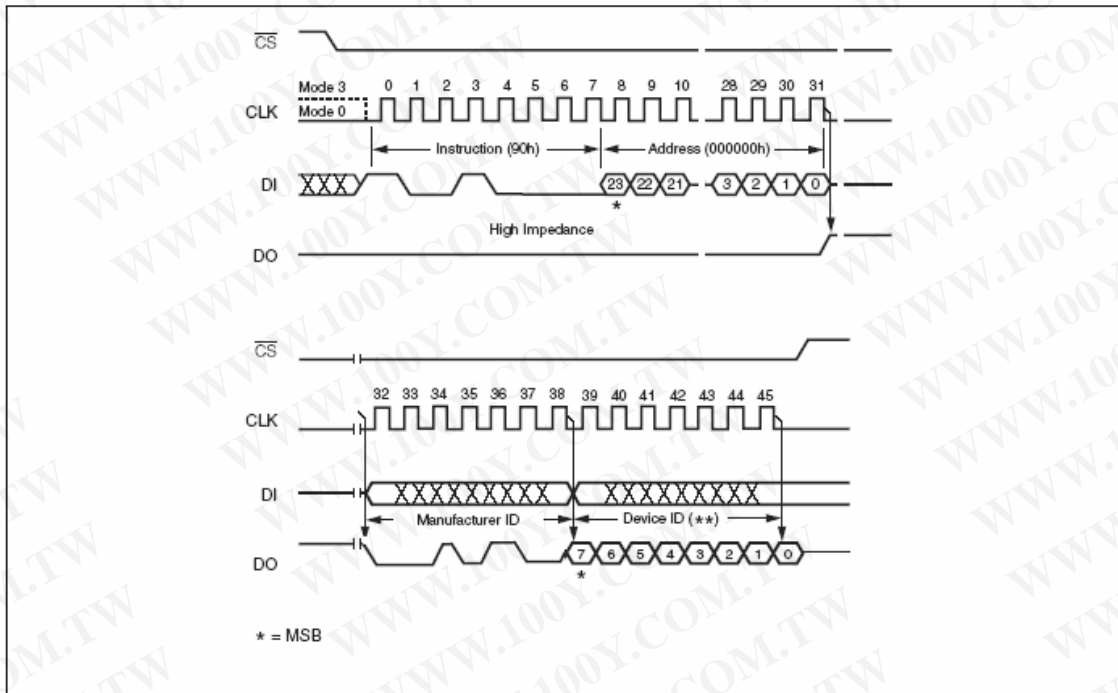 CS
Mode 3 0 1 2 3 4 5 6 7 8 9 10 28 29 30 31
CLK Mode 0
Instruction (90h) Address (000000h)
DI 23 22 21 3 2 1 0
*
High Impedance
DO
CS
32 33 34 35 36 37 38 39 40 41 42 43 44 45
CLK
DI
Manufacturer ID Device ID (**)
DO 7 6 5 4 3 2 1 0
*
* = MSB
WWW.100Y.COM.TW